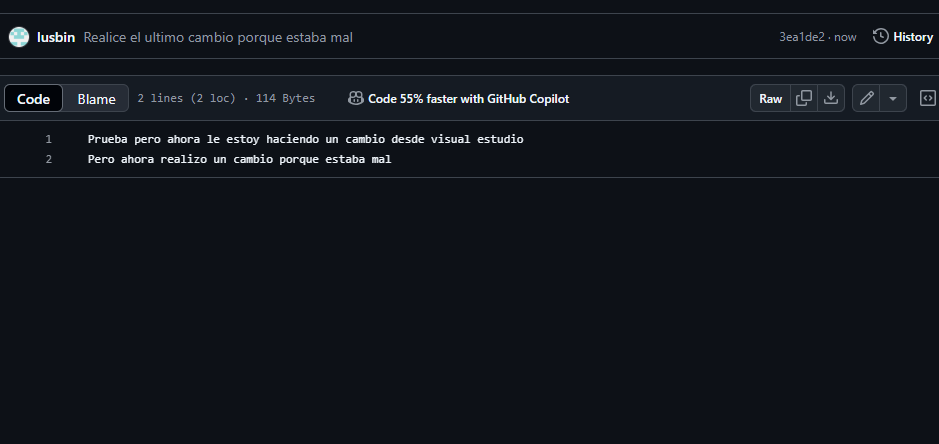 lusbin Realice el ultimo cambio porque estaba mal 3ea1de2 · now History
Code Blame 2 lines (2 loc) · 114 Bytes Code 55% faster with GitHub Copilot Raw
1 Prueba pero ahora le estoy haciendo un cambio desde visual estudio
2 Pero ahora realizo un cambio porque estaba mal